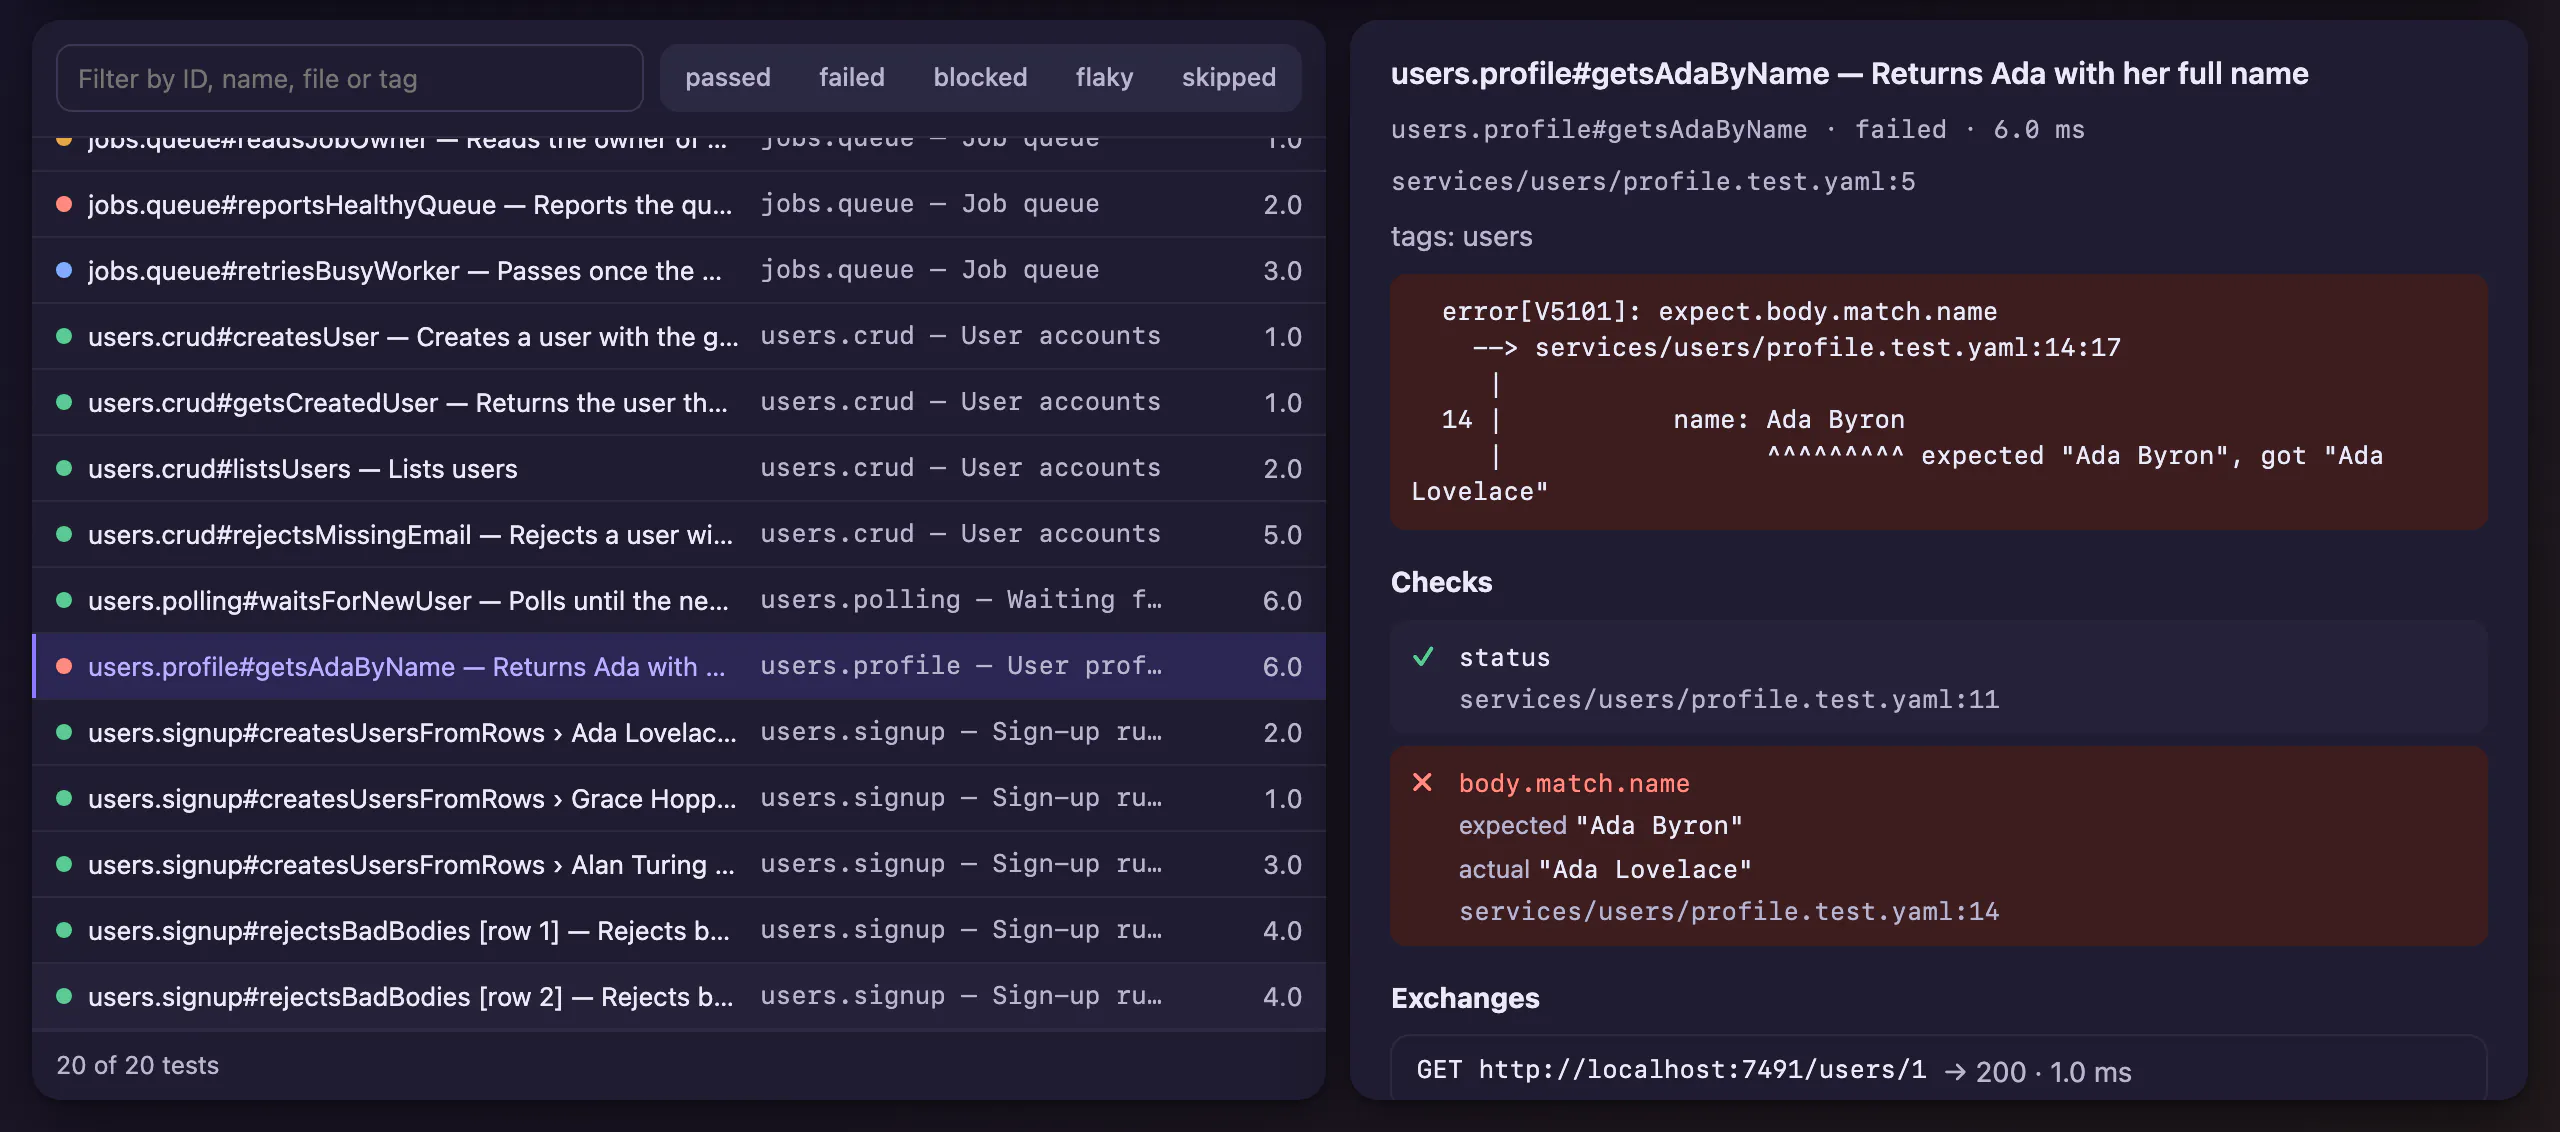 Filter by ID, name, file or tag
passed failed blocked flaky skipped
jobs.queue#readsJobOwner — Reads the owner of ... jobs.queue — Job queue 1.0
jobs.queue#reportsHealthyQueue — Reports the qu... jobs.queue — Job queue 2.0
jobs.queue#retriesBusyWorker — Passes once the ... jobs.queue — Job queue 3.0
users.crud#createsUser — Creates a user with the g... users.crud — User accounts 1.0
users.crud#getsCreatedUser — Returns the user th... users.crud — User accounts 1.0
users.crud#listsUsers — Lists users users.crud — User accounts 2.0
users.crud#rejectsMissingEmail — Rejects a user wi... users.crud — User accounts 5.0
users.polling#waitsForNewUser — Polls until the ne... users.polling — Waiting f... 6.0
users.profile#getsAdaByName — Returns Ada with ... users.profile — User prof... 6.0
users.signup#createsUsersFromRows › Ada Lovelac... users.signup — Sign-up ru... 2.0
users.signup#createsUsersFromRows › Grace Hopp... users.signup — Sign-up ru... 1.0
users.signup#createsUsersFromRows › Alan Turing ... users.signup — Sign-up ru... 3.0
users.signup#rejectsBadBodies [row 1] — Rejects b... users.signup — Sign-up ru... 4.0
users.signup#rejectsBadBodies [row 2] — Rejects b... users.signup — Sign-up ru... 4.0
20 of 20 tests
users.profile#getsAdaByName — Returns Ada with her full name
users.profile#getsAdaByName · failed · 6.0 ms
services/users/profile.test.yaml:5
tags: users
error[V5101]: expect.body.match.name
--> services/users/profile.test.yaml:14:17
|
14 | name: Ada Byron
| ^^^^^^^^^ expected "Ada Byron", got "Ada
Lovelace"
Checks
✓ status
services/users/profile.test.yaml:11
✕ body.match.name
expected "Ada Byron"
actual "Ada Lovelace"
services/users/profile.test.yaml:14
Exchanges
GET http://localhost:7491/users/1 → 200 · 1.0 ms